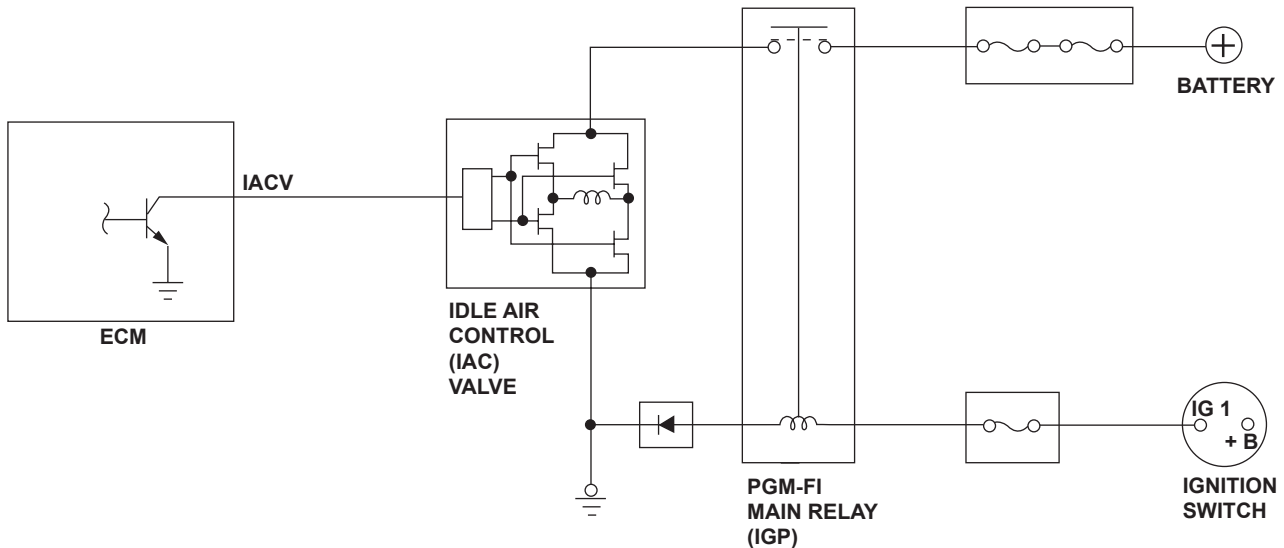 BATTERY
IACV
ECM
IDLE AIR
CONTROL
(IAC)
VALVE
IG 1
+ B
PGM-FI
MAIN RELAY
(IGP)
IGNITION
SWITCH